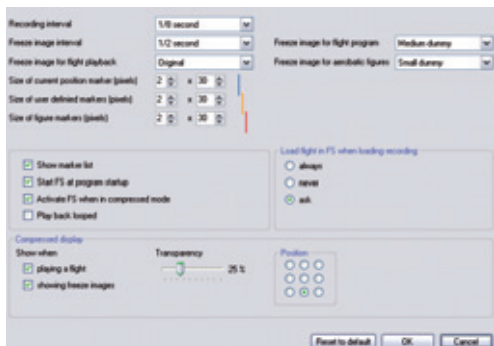 Recording interval 1/8 second
Freeze image interval 1/2 second Freeze image for flight program Medium dummy
Freeze image for flight playback Original Freeze image for aerobatic figures Small dummy
Size of current position marker (pixels) 2 x 30
Size of user definied markers (pixels) 2 x 30
Size of figure markers (pixels) 2 x 30
Load flight in FS when loading recording
Show marker list always
Start FS at program startup never
Activate FS when in compressed mode ask
Play back looped
Compressed display
Show when Transparency Position
playing a flight 25 %
showing freeze images
Reset to default OK Cancel